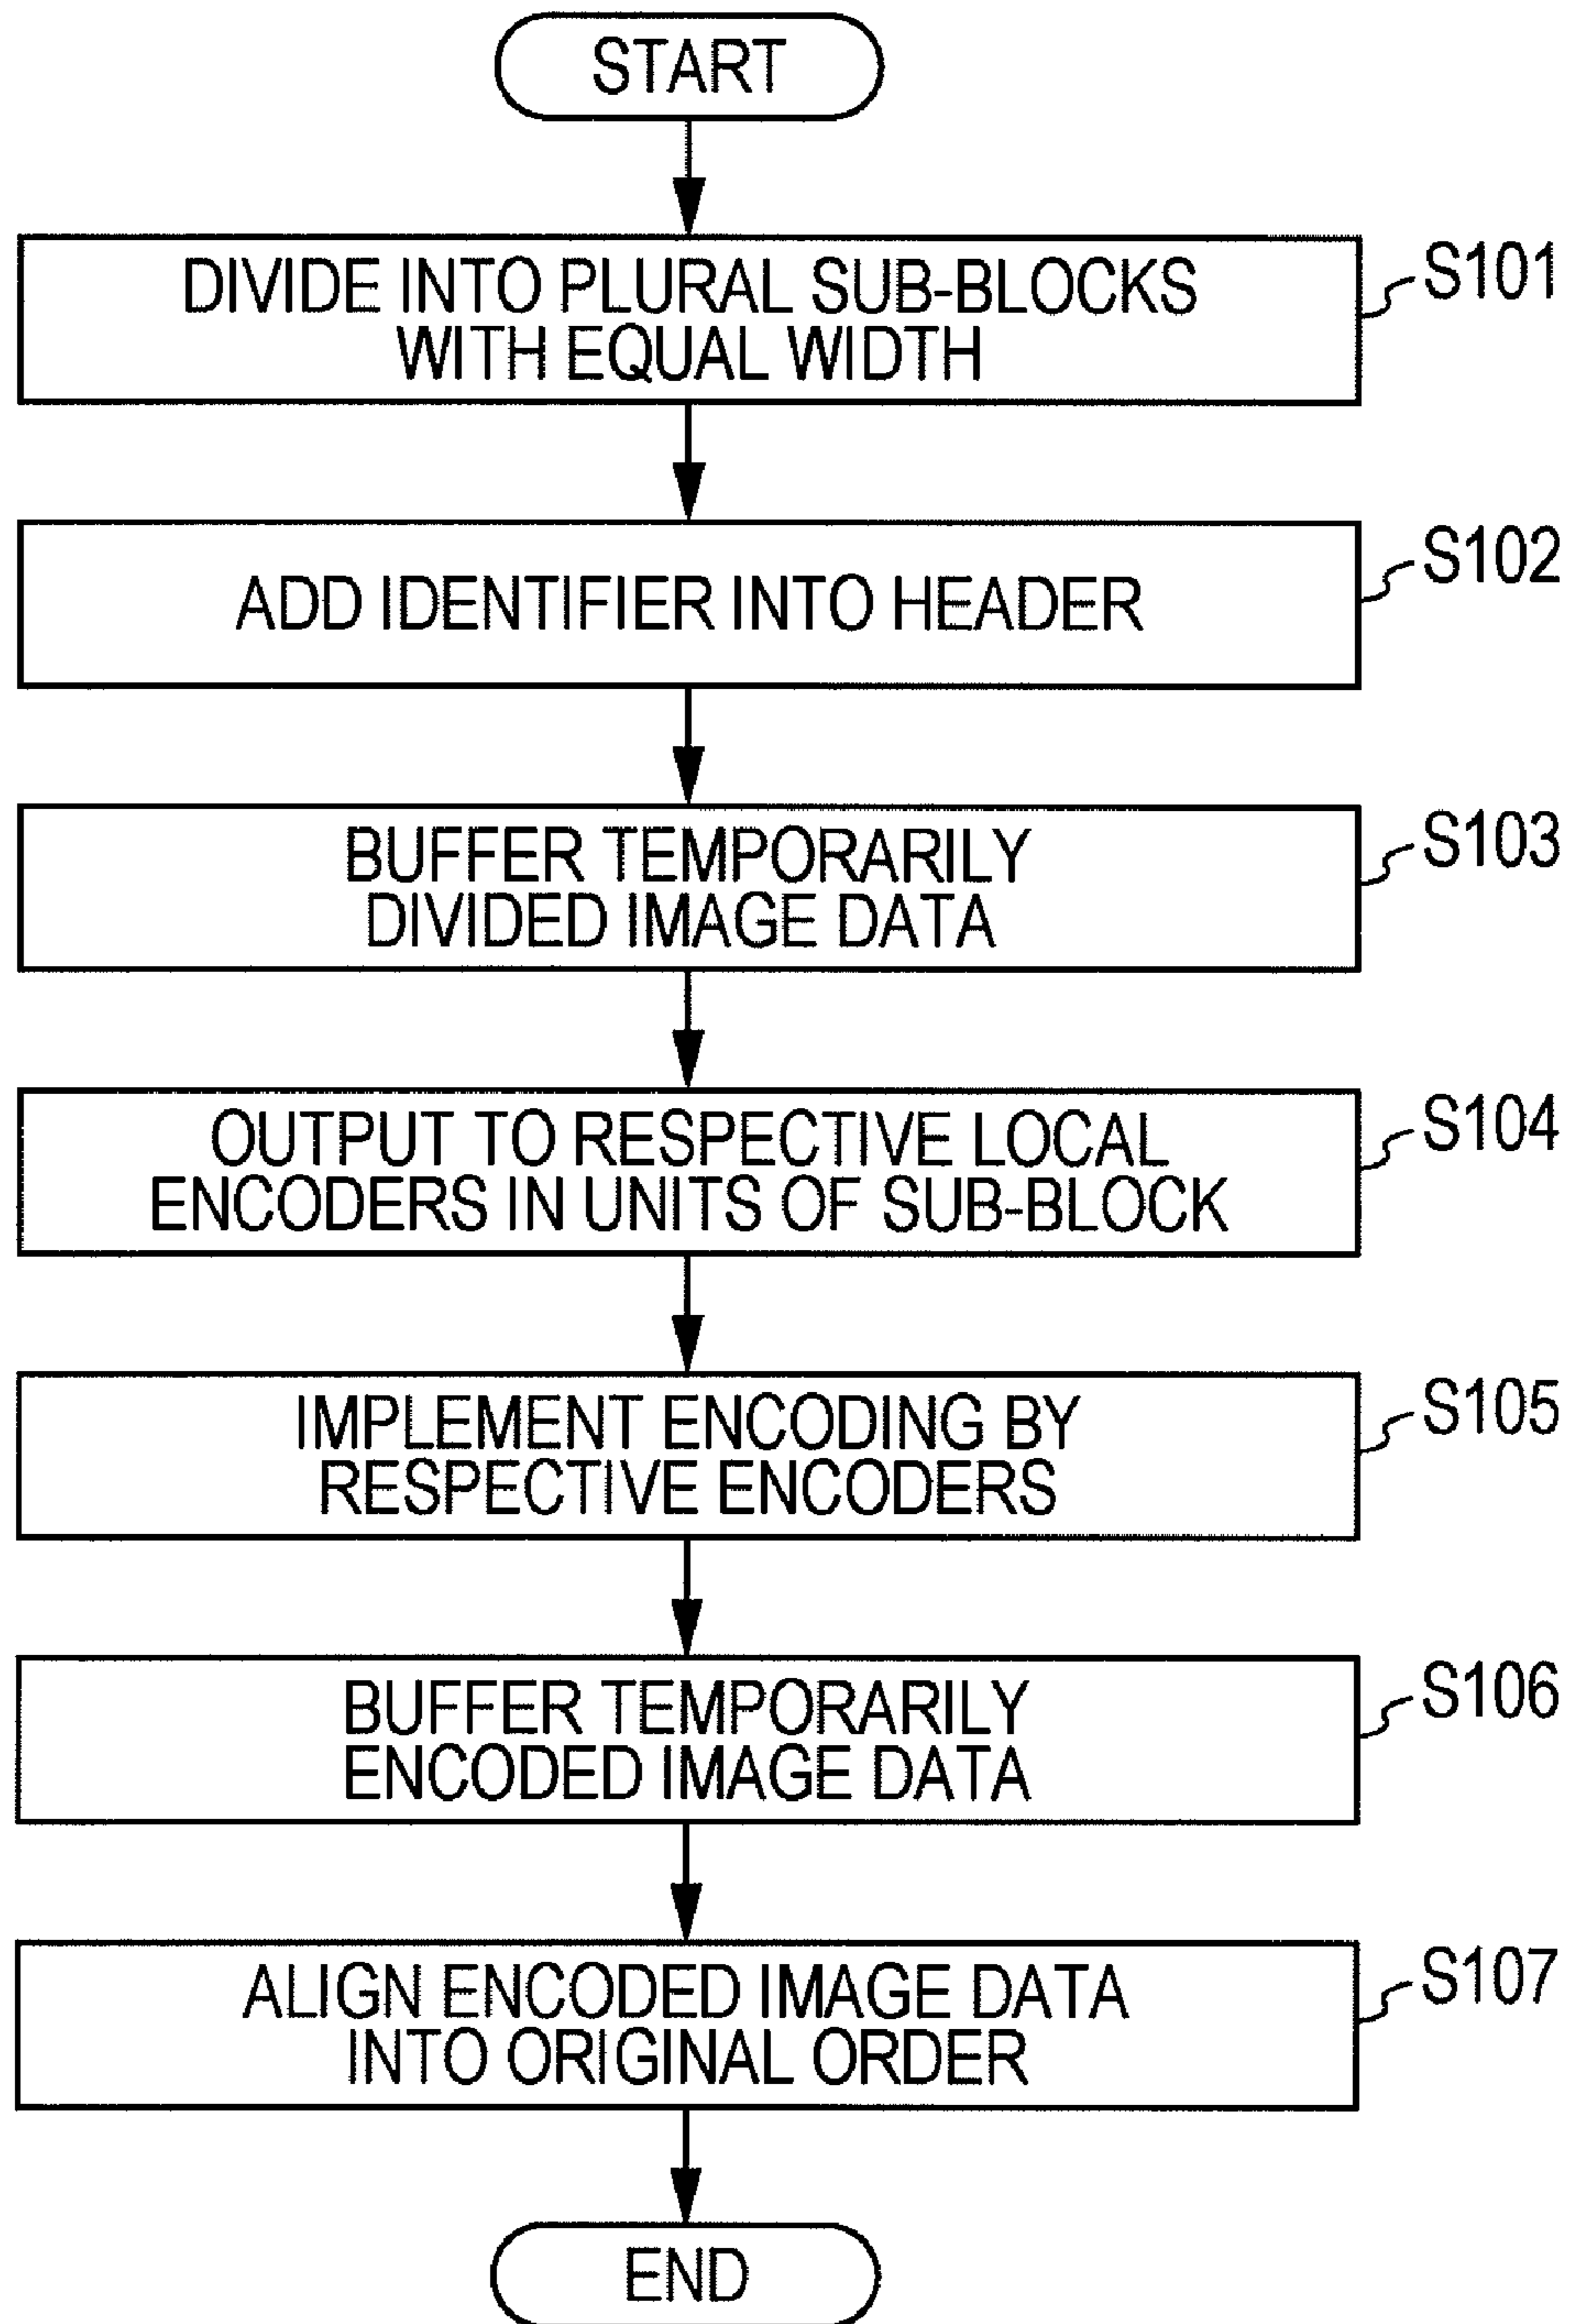 START
DIVIDE INTO PLURAL SUB-BLOCKS
WITH EQUAL WIDTH
S101
ADD IDENTIFIER INTO HEADER
S102
BUFFER TEMPORARILY
DIVIDED IMAGE DATA
S103
OUTPUT TO RESPECTIVE LOCAL
ENCODERS IN UNITS OF SUB-BLOCK
S104
IMPLEMENT ENCODING BY
RESPECTIVE ENCODERS
S105
BUFFER TEMPORARILY
ENCODED IMAGE DATA
S106
ALIGN ENCODED IMAGE DATA
INTO ORIGINAL ORDER
S107
END